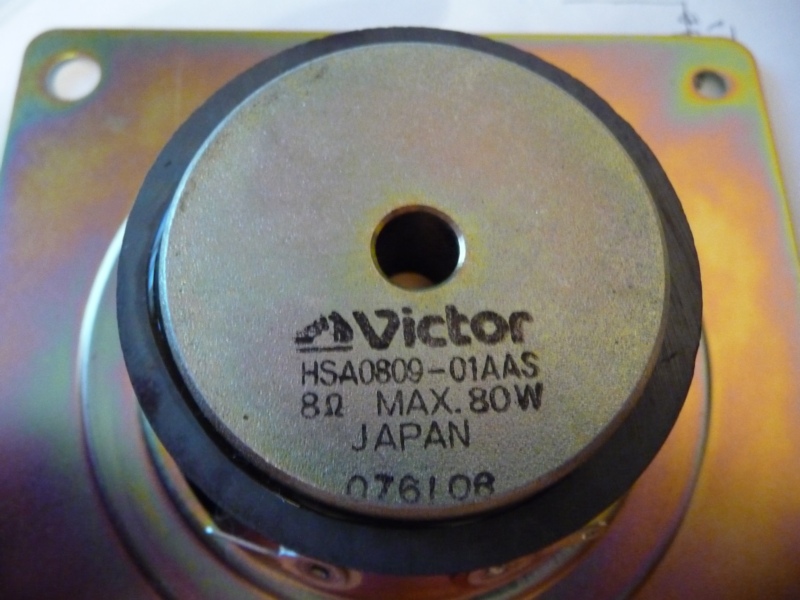 Victor
HSA0809-01AAS
8Ω MAX.80W
JAPAN
076108